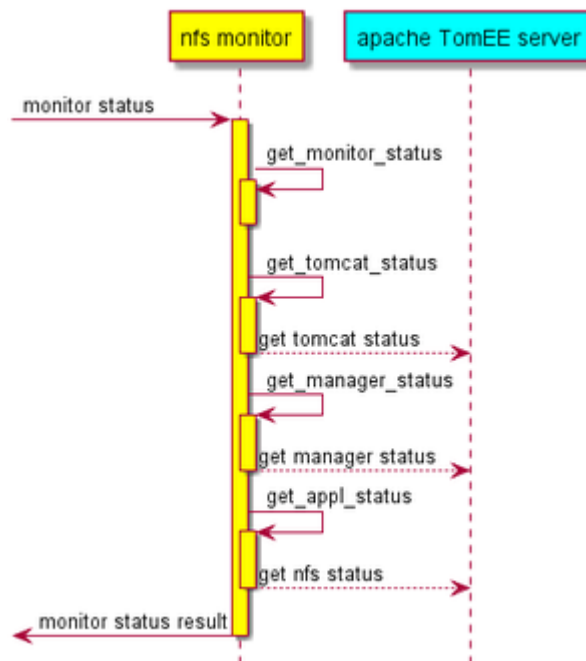 nfs monitor
apache TomEE server
monitor status
get_monitor_status
get_tomcat_status
get tomcat status
get_manager_status
get manager status
get_appl_status
get nfs status
monitor status result